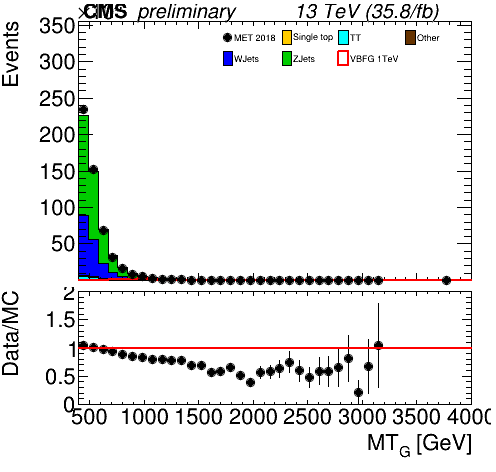 CMS preliminary 13 TeV (35.8/fb)
Events
350
300
250
200
150
100
50
MET 2018 Single top TT Other
WJets ZJets VBFG 1TeV
Data/MC
2
1.5
1
0.5
0
500 1000 1500 2000 2500 3000 3500 4000
MT_G [GeV]